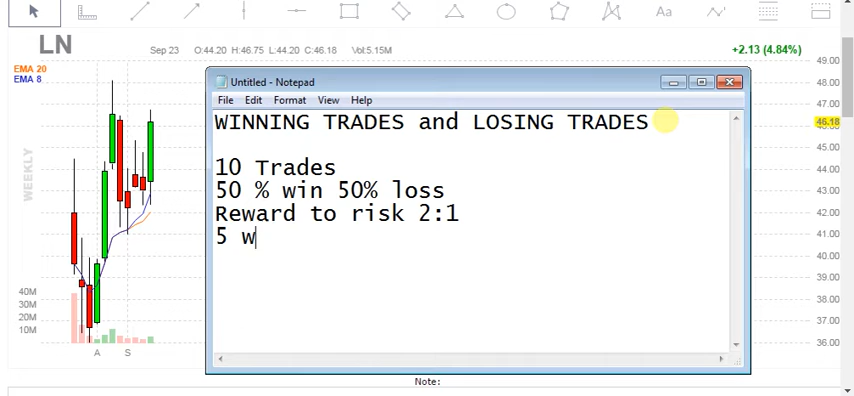 Aa
LN
Sep 23 O:44.20 H:46.75 L:44.20 C:46.18 Vol:5.15M
+2.13 (4.84%)
EMA 20
EMA 8
WEEKLY
40M
30M
20M
10M
A S
49.00
48.00
47.00
46.18
45.00
44.00
43.00
42.00
41.00
40.00
39.00
38.00
37.00
36.00
Untitled - Notepad
File Edit Format View Help
WINNING TRADES and LOSING TRADES
10 Trades
50 % win 50% loss
Reward to risk 2:1
5 w
Note: